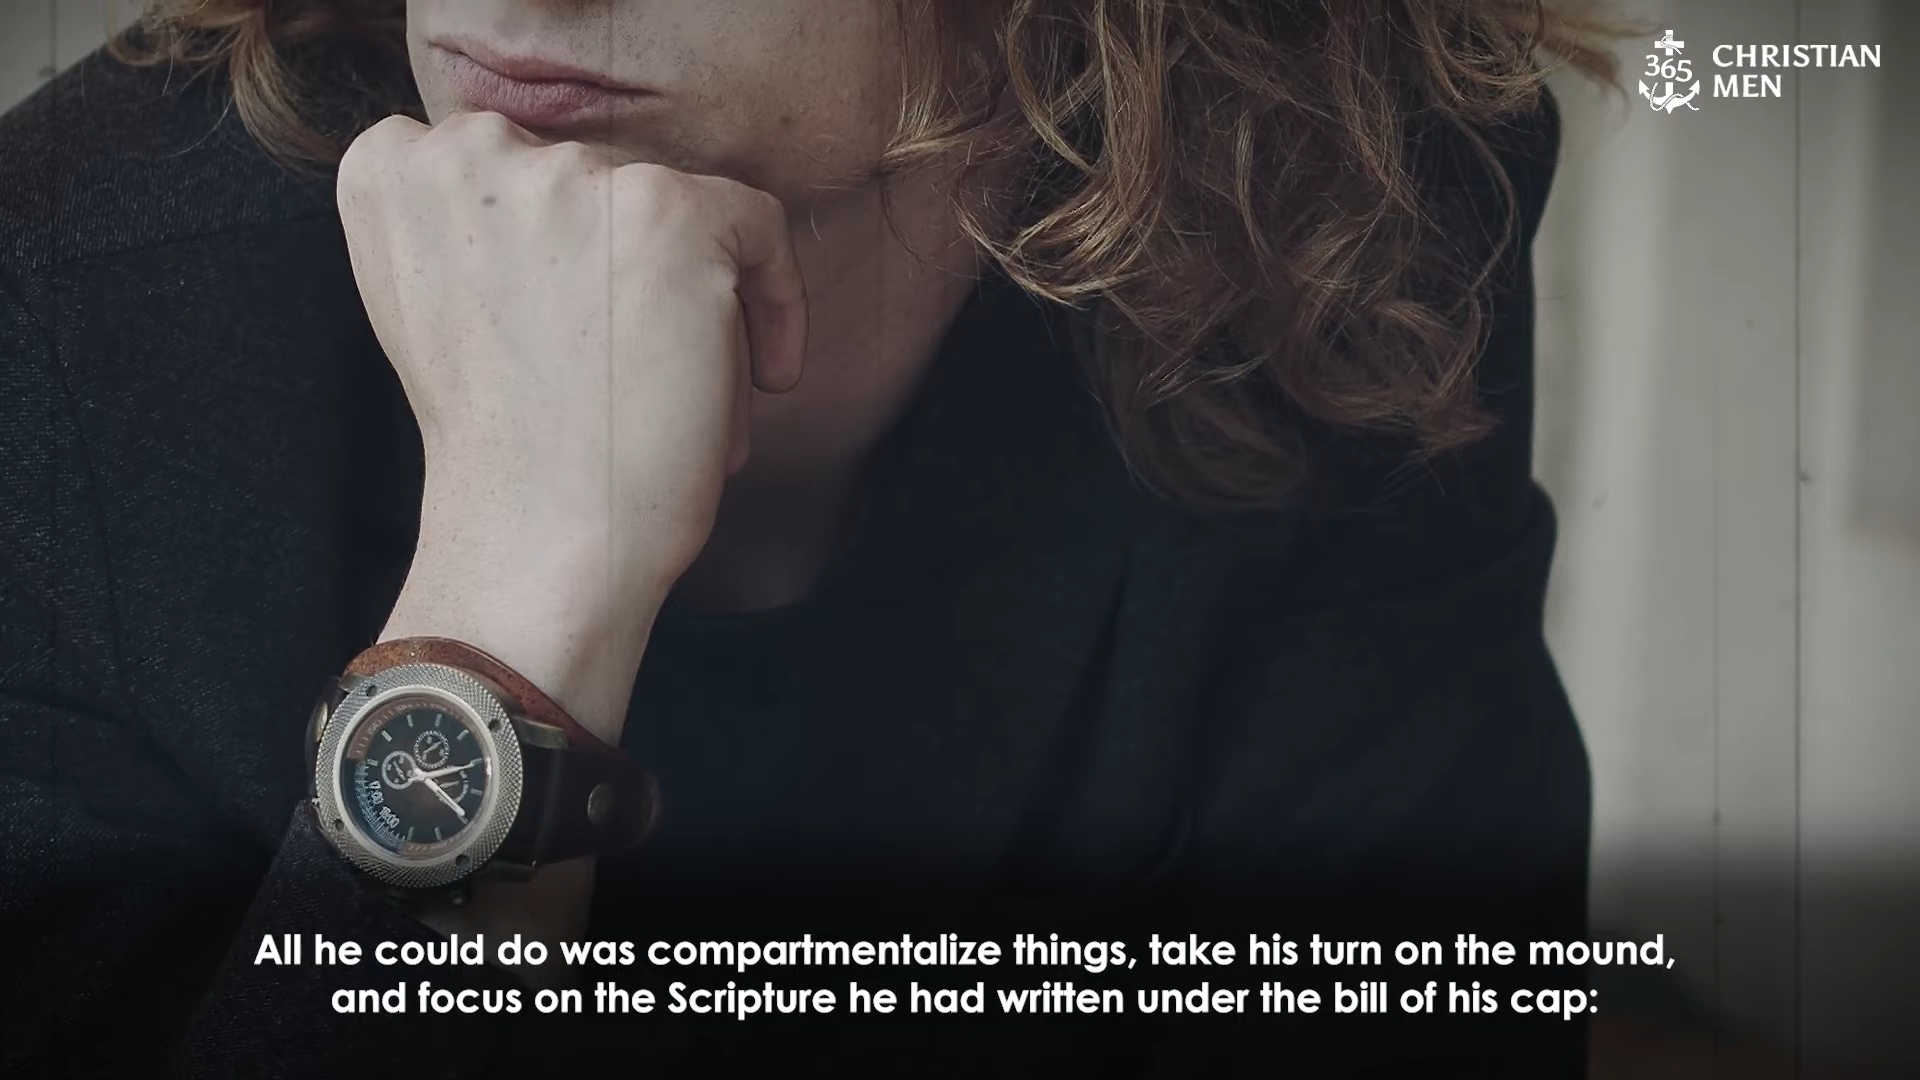 365
CHRISTIAN
MEN
All he could do was compartmentalize things, take his turn on the mound,
and focus on the Scripture he had written under the bill of his cap: